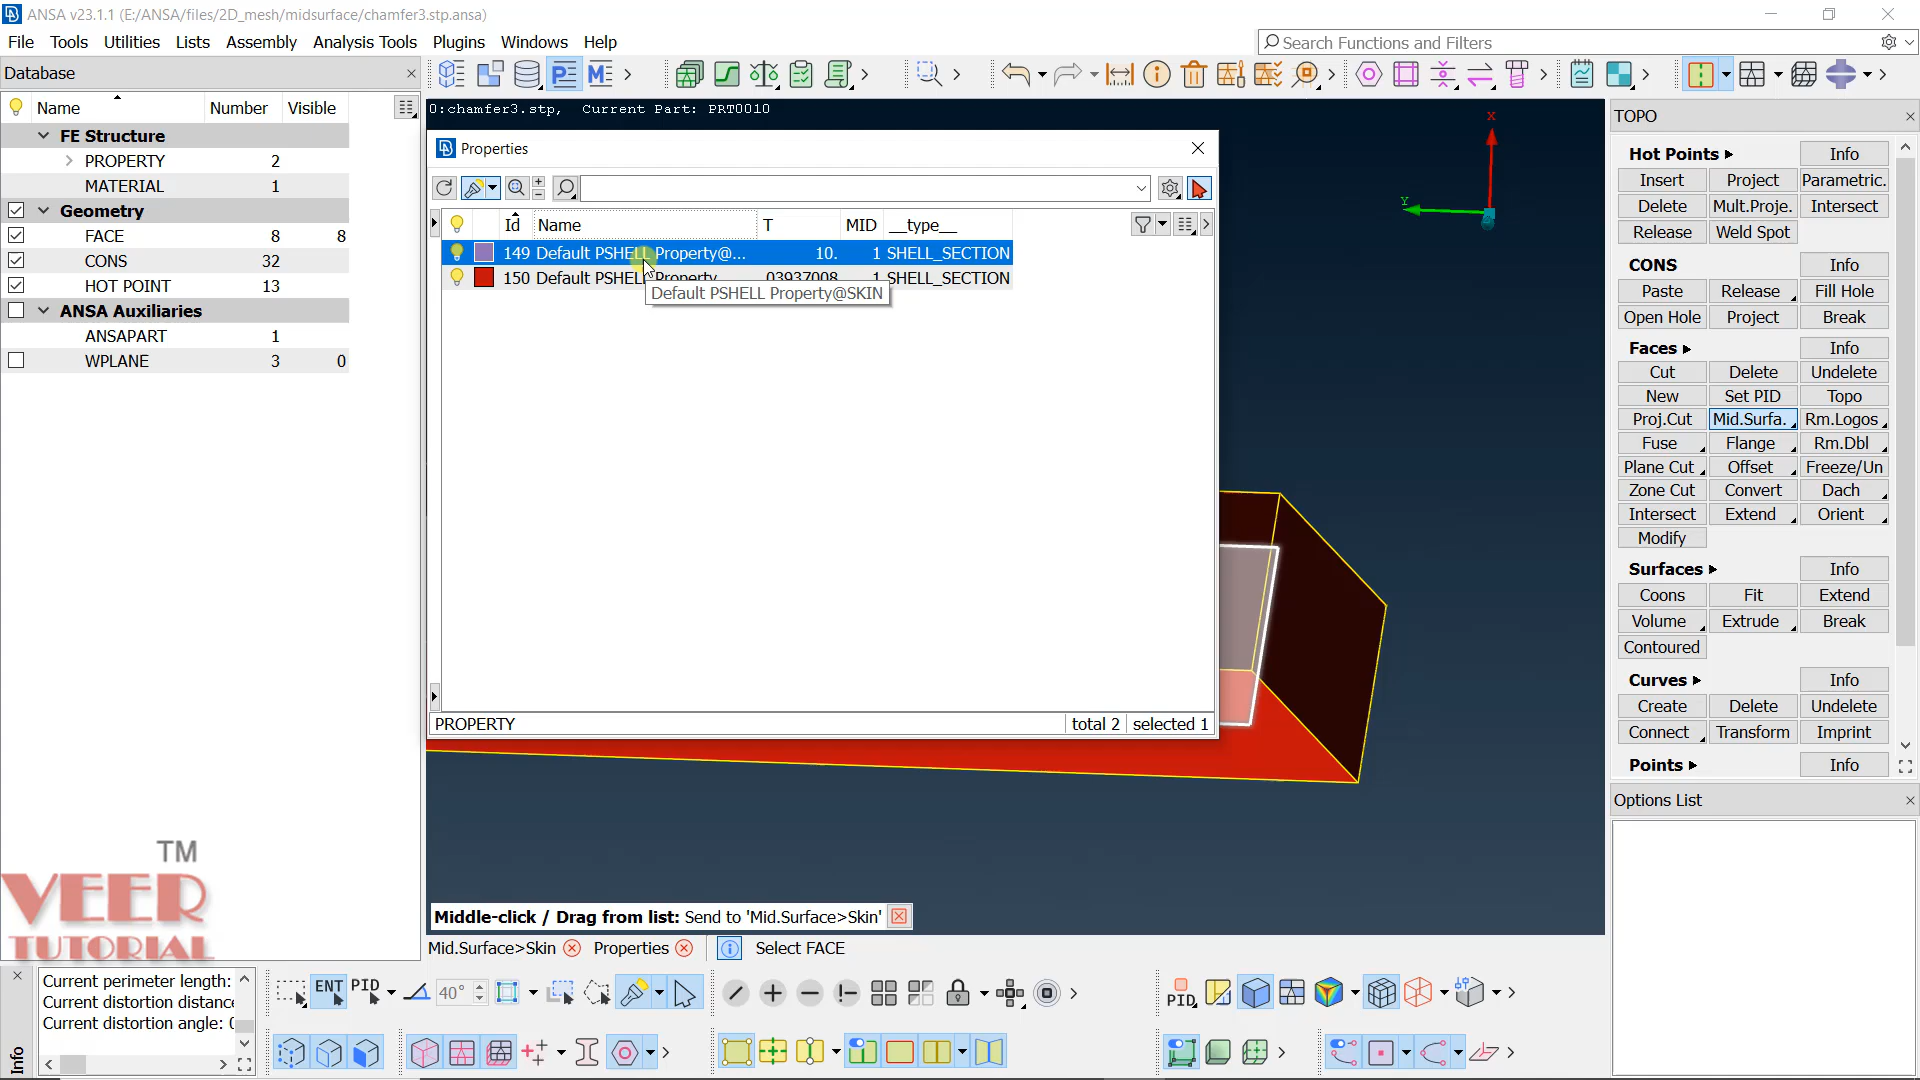 ANSA v23.1.1 (E:/ANSA/files/2D_mesh/midsurface/chamfer3.stp.ansa)
File Tools Utilities Lists Assembly Analysis Tools Plugins Windows Help
Search Functions and Filters
Database
Name Number Visible
FE Structure
PROPERTY 2
MATERIAL 1
Geometry
FACE 8 8
CONS 32
HOT POINT 13
ANSA Auxiliaries
ANSAPART 1
WPLANE 3 0
TM
VEER
TUTORIAL
0:chamfer3.stp, Current Part: PRT0010
X
Y
Properties
Id Name T MID __type__
149 Default PSHELL Property@... 10. 1 SHELL_SECTION
150 Default PSHELL Property 03937008 1 SHELL_SECTION
Default PSHELL Property@SKIN
PROPERTY total 2 selected 1
Middle-click / Drag from list: Send to 'Mid.Surface>Skin'
Mid.Surface>Skin Properties Select FACE
TOPO
Hot Points Info
Insert Project Parametric.
Delete Mult.Proje. Intersect
Release Weld Spot
CONS Info
Paste Release Fill Hole
Open Hole Project Break
Faces Info
Cut Delete Undelete
New Set PID Topo
Proj.Cut Mid.Surfa. Rm.Logos
Fuse Flange Rm.Dbl
Plane Cut Offset Freeze/Un
Zone Cut Convert Dach
Intersect Extend Orient
Modify
Surfaces Info
Coons Fit Extend
Volume Extrude Break
Contoured
Curves Info
Create Delete Undelete
Connect Transform Imprint
Points Info
Options List
Info
Current perimeter length:
Current distortion distance
Current distortion angle: 0
ENT PID 40° PID